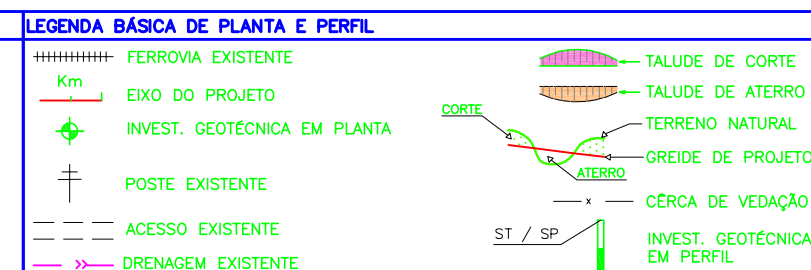 LEGENDA BÁSICA DE PLANTA E PERFIL
FERROVIA EXISTENTE
Km
EIXO DO PROJETO
INVEST. GEOTÉCNICA EM PLANTA
POSTE EXISTENTE
ACESSO EXISTENTE
DRENAGEM EXISTENTE
TALUDE DE CORTE
TALUDE DE ATERRO
CORTE
TERRENO NATURAL
GREIDE DE PROJETO
ATERRO
x
CÊRCA DE VEDAÇÃO
ST / SP
INVEST. GEOTÉCNICA
EM PERFIL